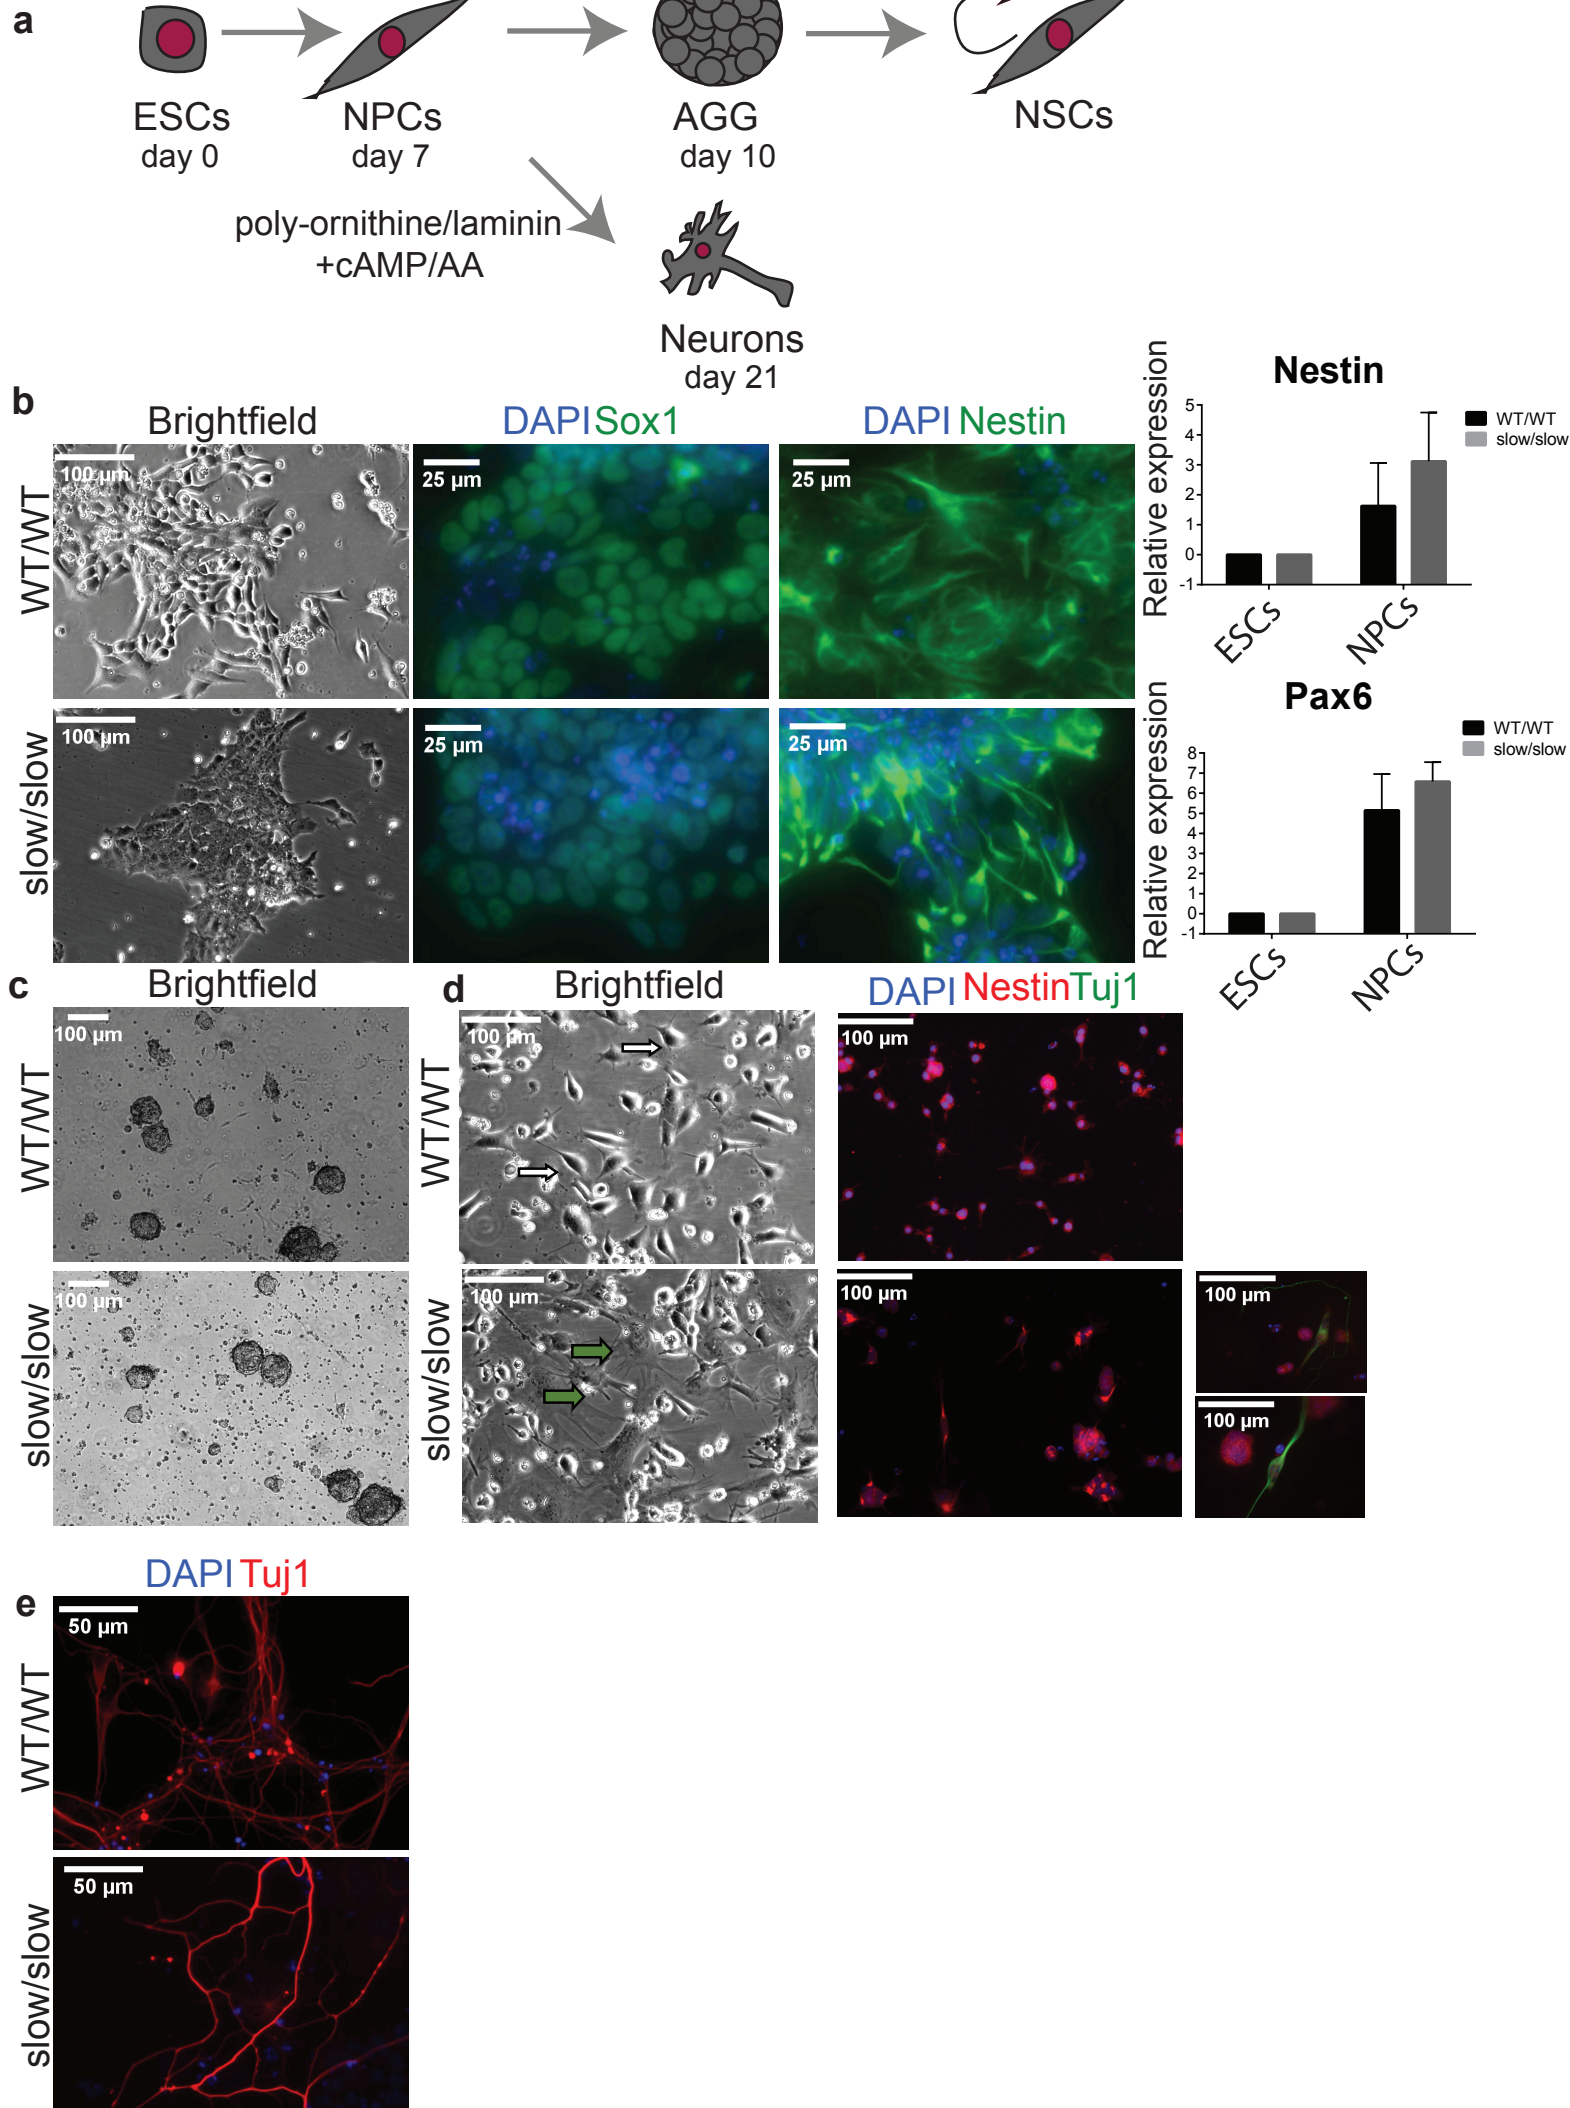 a
ESCs
day 0
NPCs
day 7
AGG
day 10
NSCs
poly-ornithine/laminin
+cAMP/AA
Neurons
day 21
b
Brightfield
DAPI Sox1
DAPI Nestin
WT/WT
100 µm
25 µm
25 µm
slow/slow
100 µm
25 µm
25 µm
Nestin
Relative expression
5
4
3
2
1
0
-1
ESCs
NPCs
WT/WT
slow/slow
Pax6
Relative expression
8
7
6
5
4
3
2
1
0
-1
ESCs
NPCs
WT/WT
slow/slow
c
Brightfield
WT/WT
100 µm
slow/slow
100 µm
d
Brightfield
DAPI Nestin Tuj1
WT/WT
100 µm
100 µm
slow/slow
100 µm
100 µm
100 µm
100 µm
e
DAPI Tuj1
WT/WT
50 µm
slow/slow
50 µm